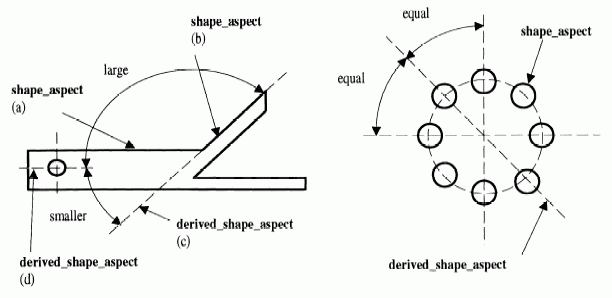 shape_aspect
(b)
large
shape_aspect
(a)
smaller
derived_shape_aspect
(c)
derived_shape_aspect
(d)
equal
shape_aspect
equal
derived_shape_aspect